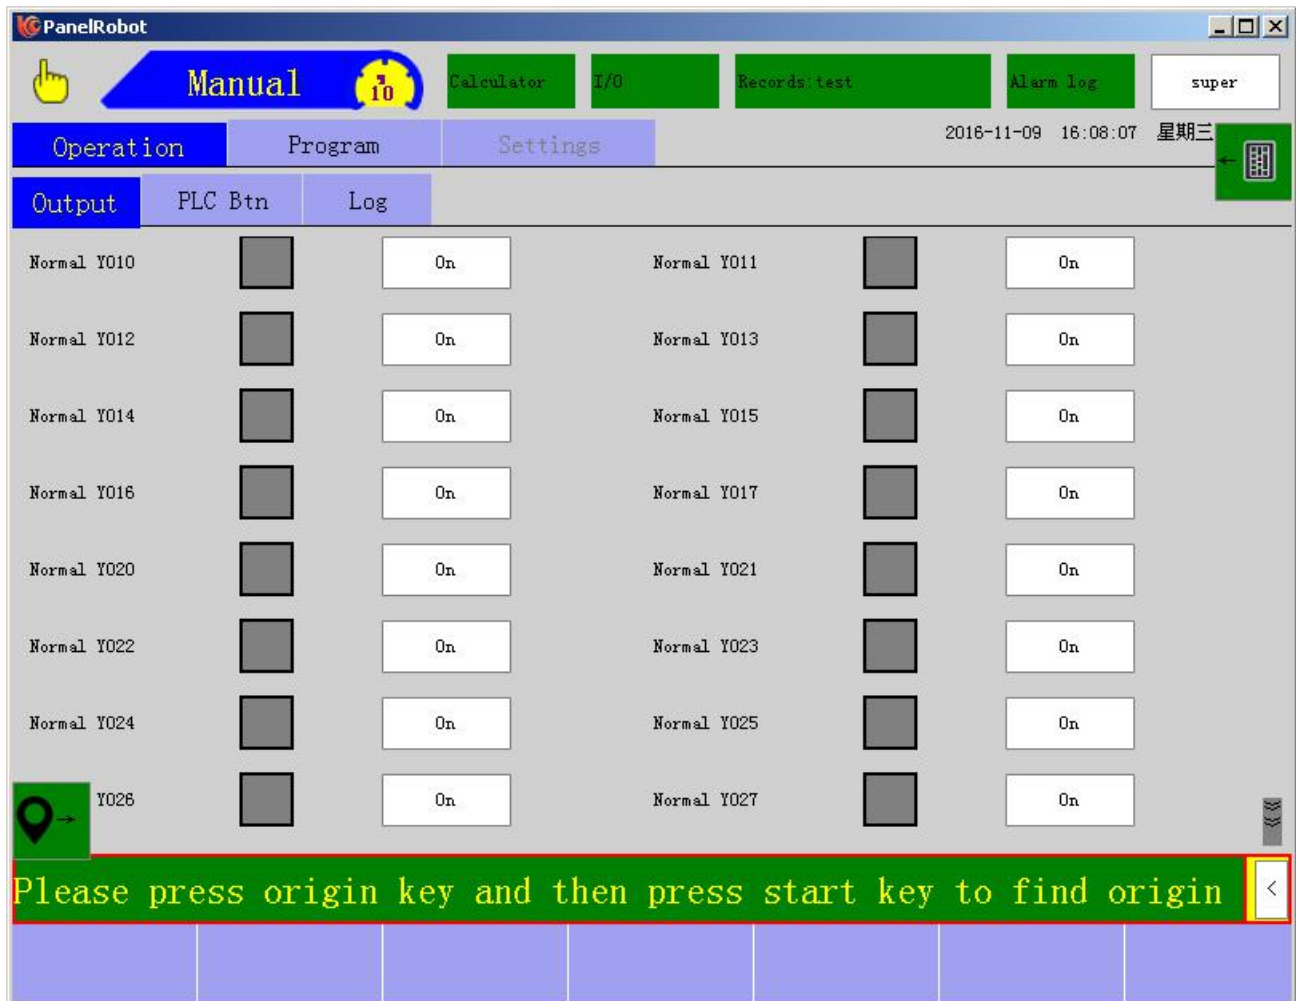 PanelRobot
Manual
10
Calculator
I/O
Records:test
Alarm log
super
Operation
Program
Settings
2016-11-09 16:08:07 星期三
Output
PLC Btn
Log
Normal Y010 On Normal Y011 On
Normal Y012 On Normal Y013 On
Normal Y014 On Normal Y015 On
Normal Y016 On Normal Y017 On
Normal Y020 On Normal Y021 On
Normal Y022 On Normal Y023 On
Normal Y024 On Normal Y025 On
Y026 On Normal Y027 On
Please press origin key and then press start key to find origin
<